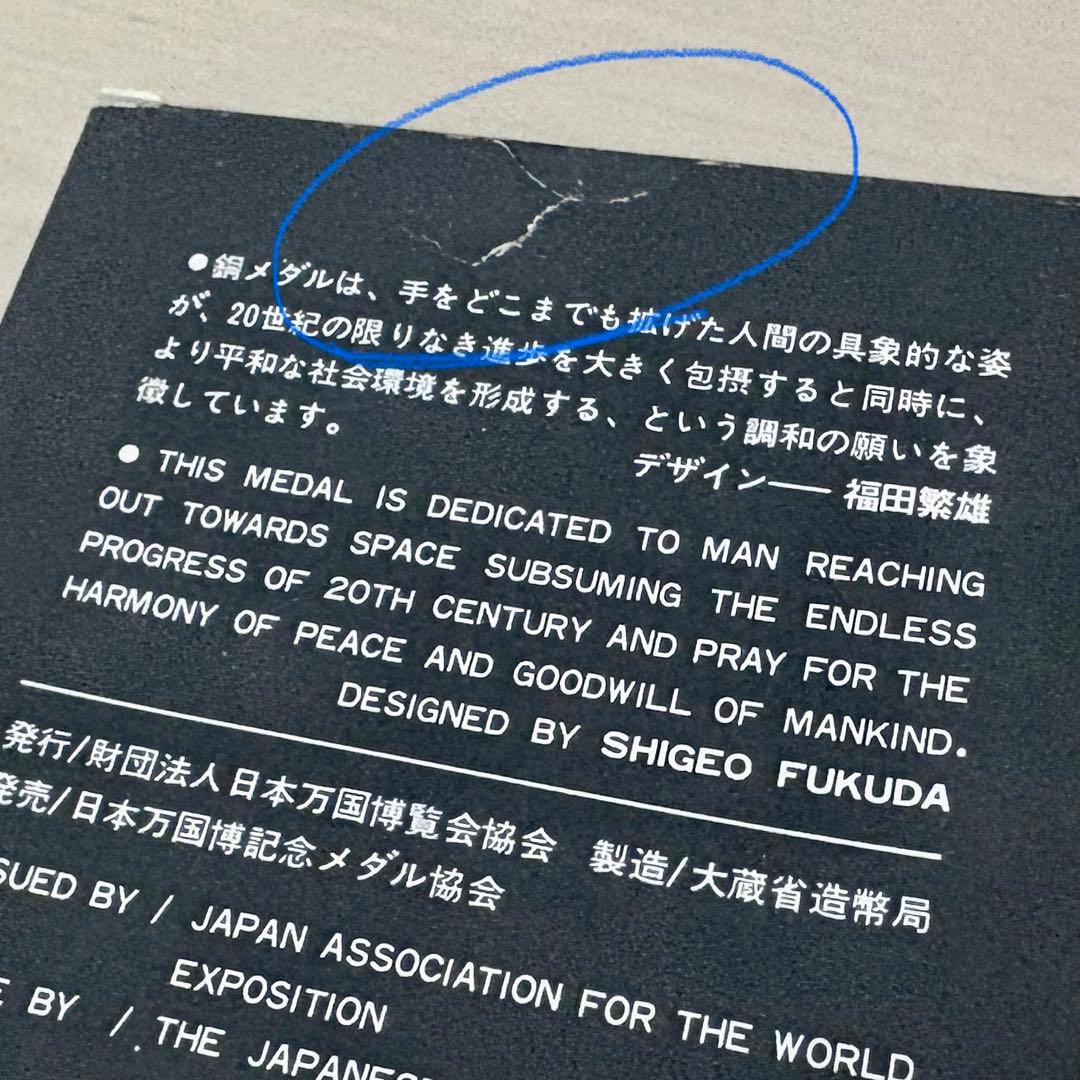 ●銅メダルは、手をどこまでも拡げた人間の具象的な姿
が、20世紀の限りなき進歩を大きく包摂すると同時に、
より平和な社会環境を形成する、という調和の願いを象
徴しています。
デザイン── 福田繁雄
● THIS MEDAL IS DEDICATED TO MAN REACHING
OUT TOWARDS SPACE SUBSUMING THE ENDLESS
PROGRESS OF 20TH CENTURY AND PRAY FOR THE
HARMONY OF PEACE AND GOODWILL OF MANKIND.
DESIGNED BY SHIGEO FUKUDA
発行/財団法人日本万国博覧会協会 製造/大蔵省造幣局
発売/日本万国博記念メダル協会
SUED BY / JAPAN ASSOCIATION FOR THE WORLD
EXPOSITION
E BY / THE JAPANES